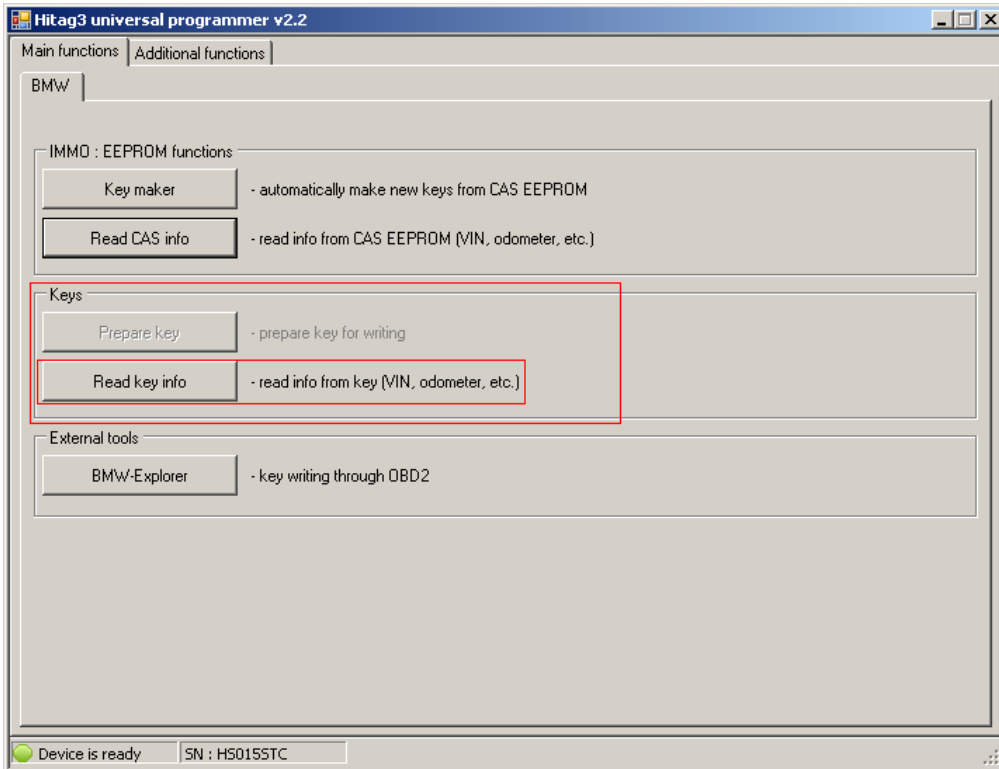 Hitag3 universal programmer v2.2
Main functions
Additional functions
BMW
IMMO : EEPROM functions
Key maker - automatically make new keys from CAS EEPROM
Read CAS info - read info from CAS EEPROM (VIN, odometer, etc.)
Keys
Prepare key - prepare key for writing
Read key info - read info from key (VIN, odometer, etc.)
External tools
BMW-Explorer - key writing through OBD2
Device is ready SN : HS015STC